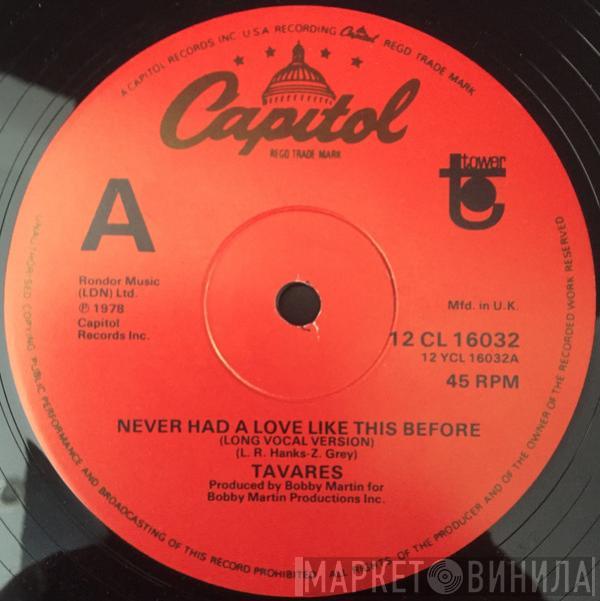 A CAPITOL RECORDS INC. U.S.A. RECORDING Capitol REGD TRADE MARK
Capitol
REGD TRADE MARK
tower
t
A
Rondor Music
(LDN) Ltd.
℗ 1978
Capitol
Records Inc.
Mfd. in U.K.
12 CL 16032
12 YCL 16032A
45 RPM
NEVER HAD A LOVE LIKE THIS BEFORE
(LONG VOCAL VERSION)
(L. R. Hanks-Z. Grey)
TAVARES
Produced by Bobby Martin for
Bobby Martin Productions Inc.
UNAUTHORISED COPYING PUBLIC PERFORMANCE AND BROADCASTING OF THIS RECORD PROHIBITED. ALL RIGHTS OF THE PRODUCER AND OF THE OWNER OF THE RECORDED WORK RESERVED
МАРКЕТ ВИНИЛА